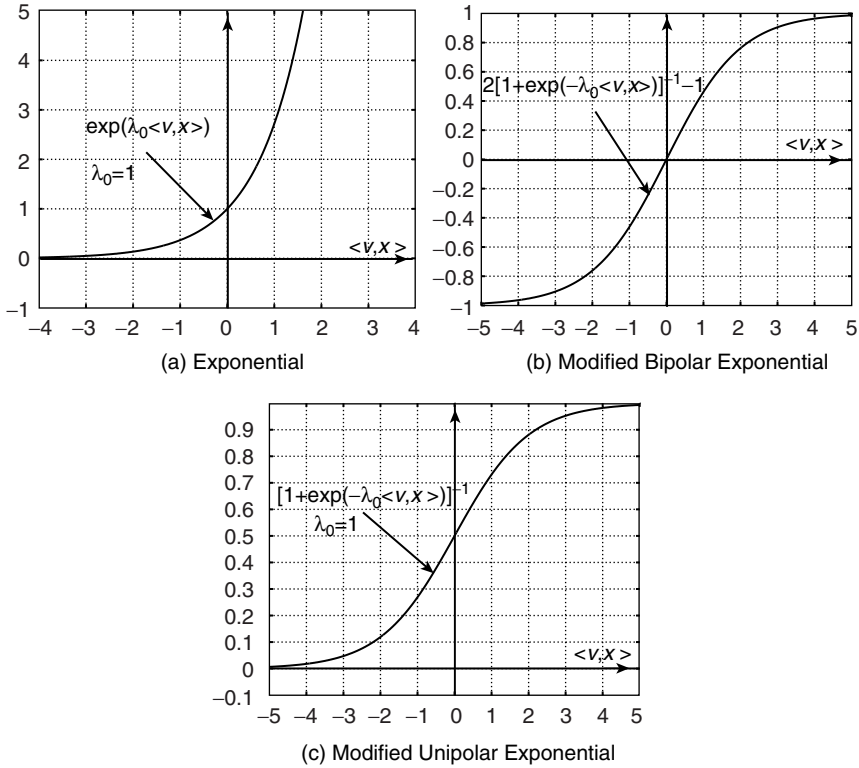 5
4
3
2
1
0
−1
exp(λ0<v,x>)
λ0=1
<v,x>
−4 −3 −2 −1 0 1 2 3 4
(a) Exponential
1
0.8
0.6
0.4
0.2
0
−0.2
−0.4
−0.6
−0.8
−1
2[1+exp(−λ0<v,x>)]−1−1
<v,x>
−5 −4 −3 −2 −1 0 1 2 3 4 5
(b) Modified Bipolar Exponential
0.9
0.8
0.7
0.6
0.5
0.4
0.3
0.2
0.1
0
−0.1
[1+exp(−λ0<v,x>)]−1
λ0=1
<v,x>
−5 −4 −3 −2 −1 0 1 2 3 4 5
(c) Modified Unipolar Exponential